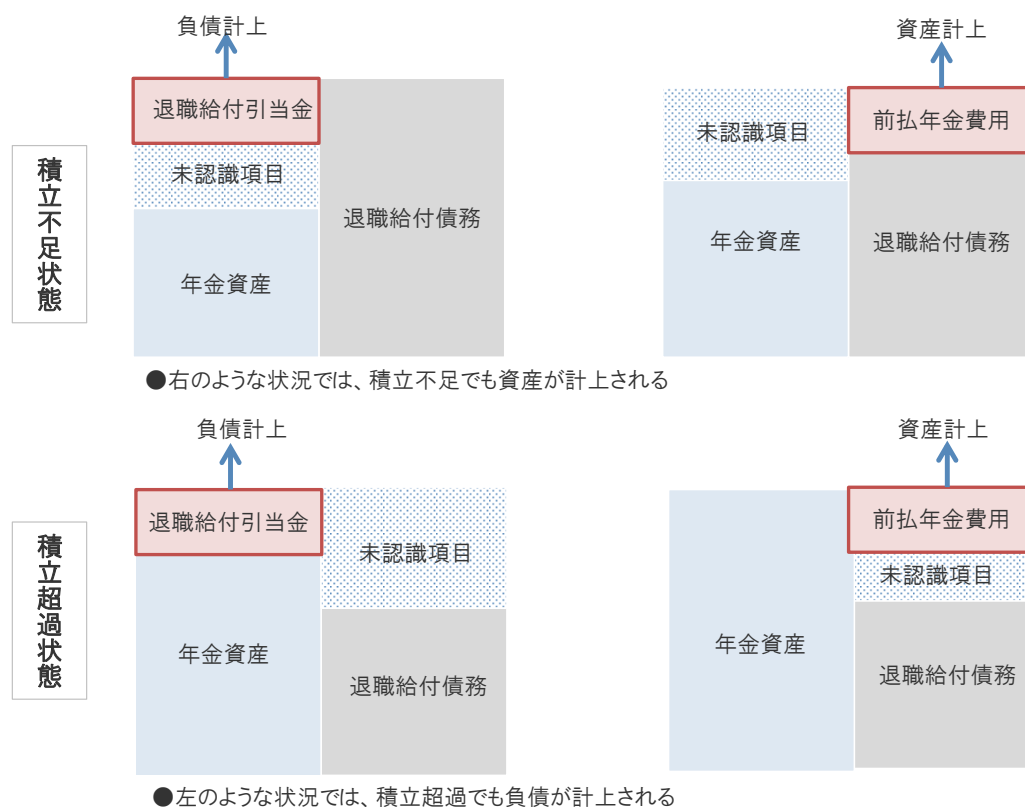 負債計上
資産計上
退職給付引当金
未認識項目
年金資産
退職給付債務
未認識項目
前払年金費用
年金資産
退職給付債務
積立不足状態
●右のような状況では、積立不足でも資産が計上される
負債計上
資産計上
退職給付引当金
年金資産
未認識項目
退職給付債務
年金資産
前払年金費用
未認識項目
退職給付債務
積立超過状態
●左のような状況では、積立超過でも負債が計上される